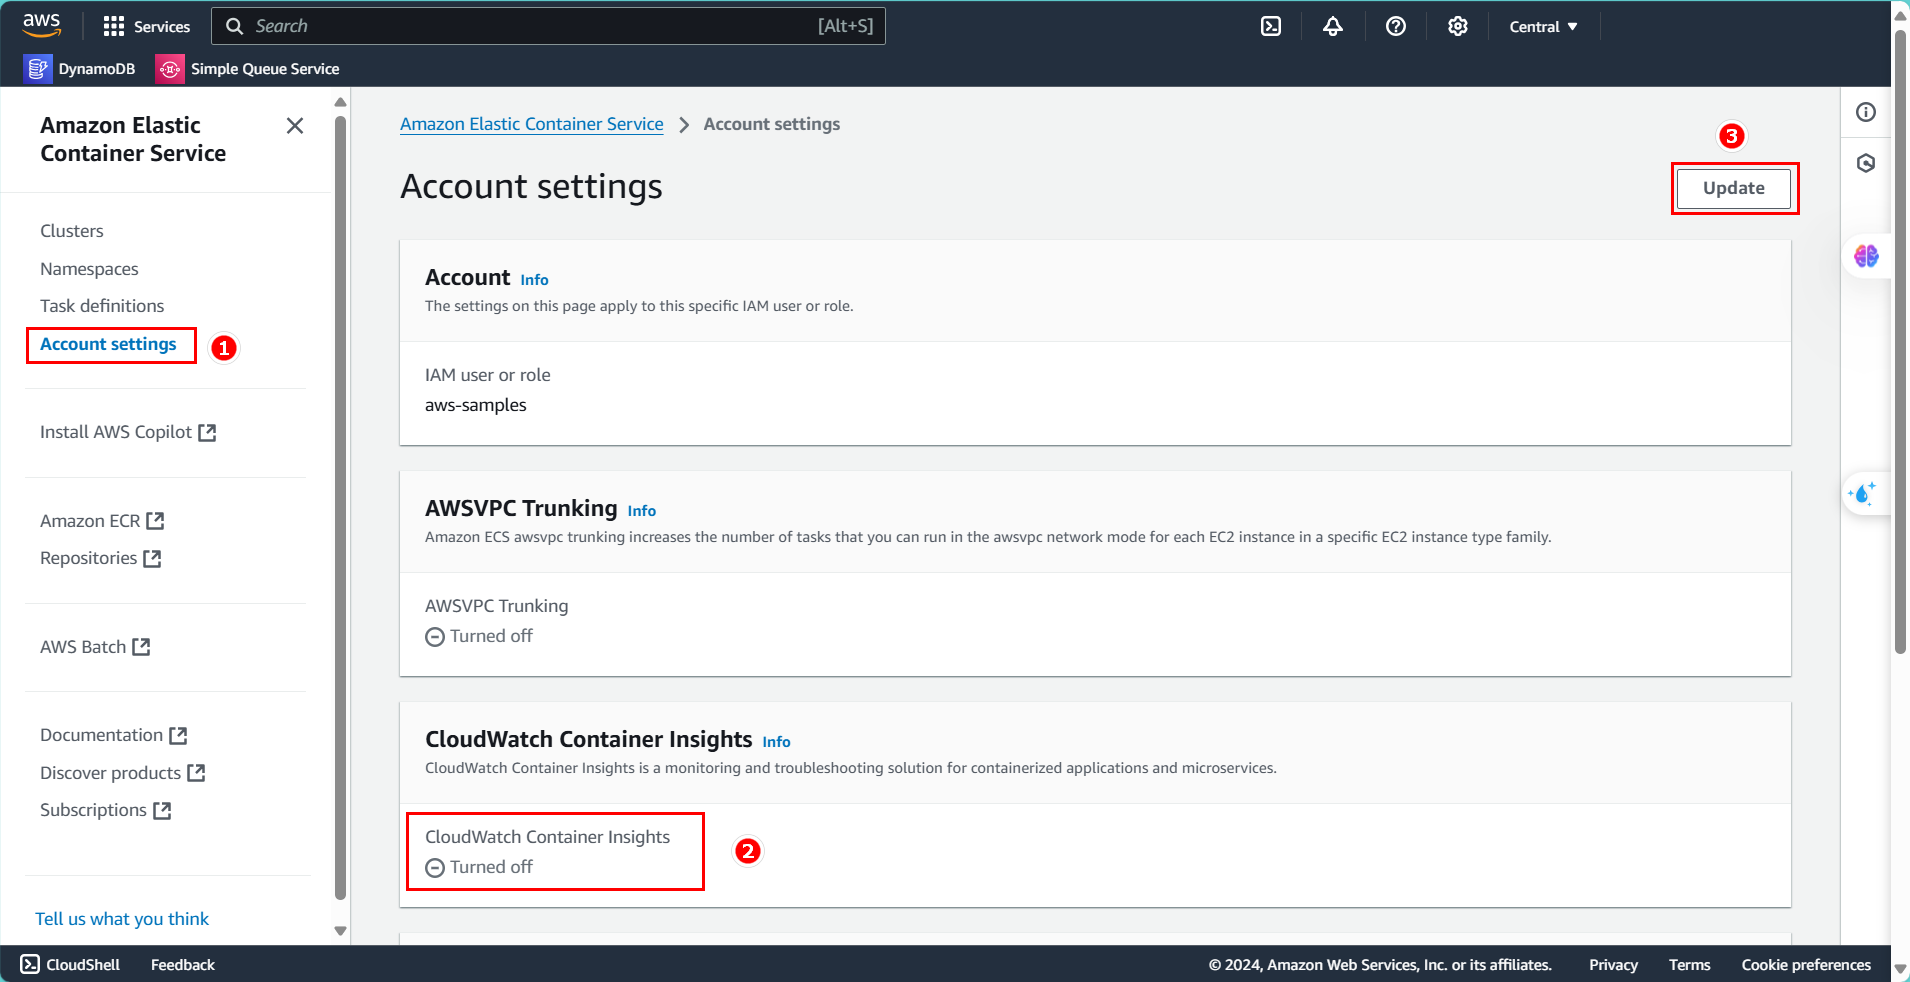 aws
Services
Search
[Alt+S]
Central
DynamoDB
Simple Queue Service
Amazon Elastic
Container Service
Clusters
Namespaces
Task definitions
Account settings
1
Install AWS Copilot
Amazon ECR
Repositories
AWS Batch
Documentation
Discover products
Subscriptions
Tell us what you think
Amazon Elastic Container Service > Account settings
3
Account settings
Update
Account Info
The settings on this page apply to this specific IAM user or role.
IAM user or role
aws-samples
AWSVPC Trunking Info
Amazon ECS awsvpc trunking increases the number of tasks that you can run in the awsvpc network mode for each EC2 instance in a specific EC2 instance type family.
AWSVPC Trunking
Turned off
CloudWatch Container Insights Info
CloudWatch Container Insights is a monitoring and troubleshooting solution for containerized applications and microservices.
CloudWatch Container Insights
Turned off
2
CloudShell
Feedback
© 2024, Amazon Web Services, Inc. or its affiliates.
Privacy
Terms
Cookie preferences